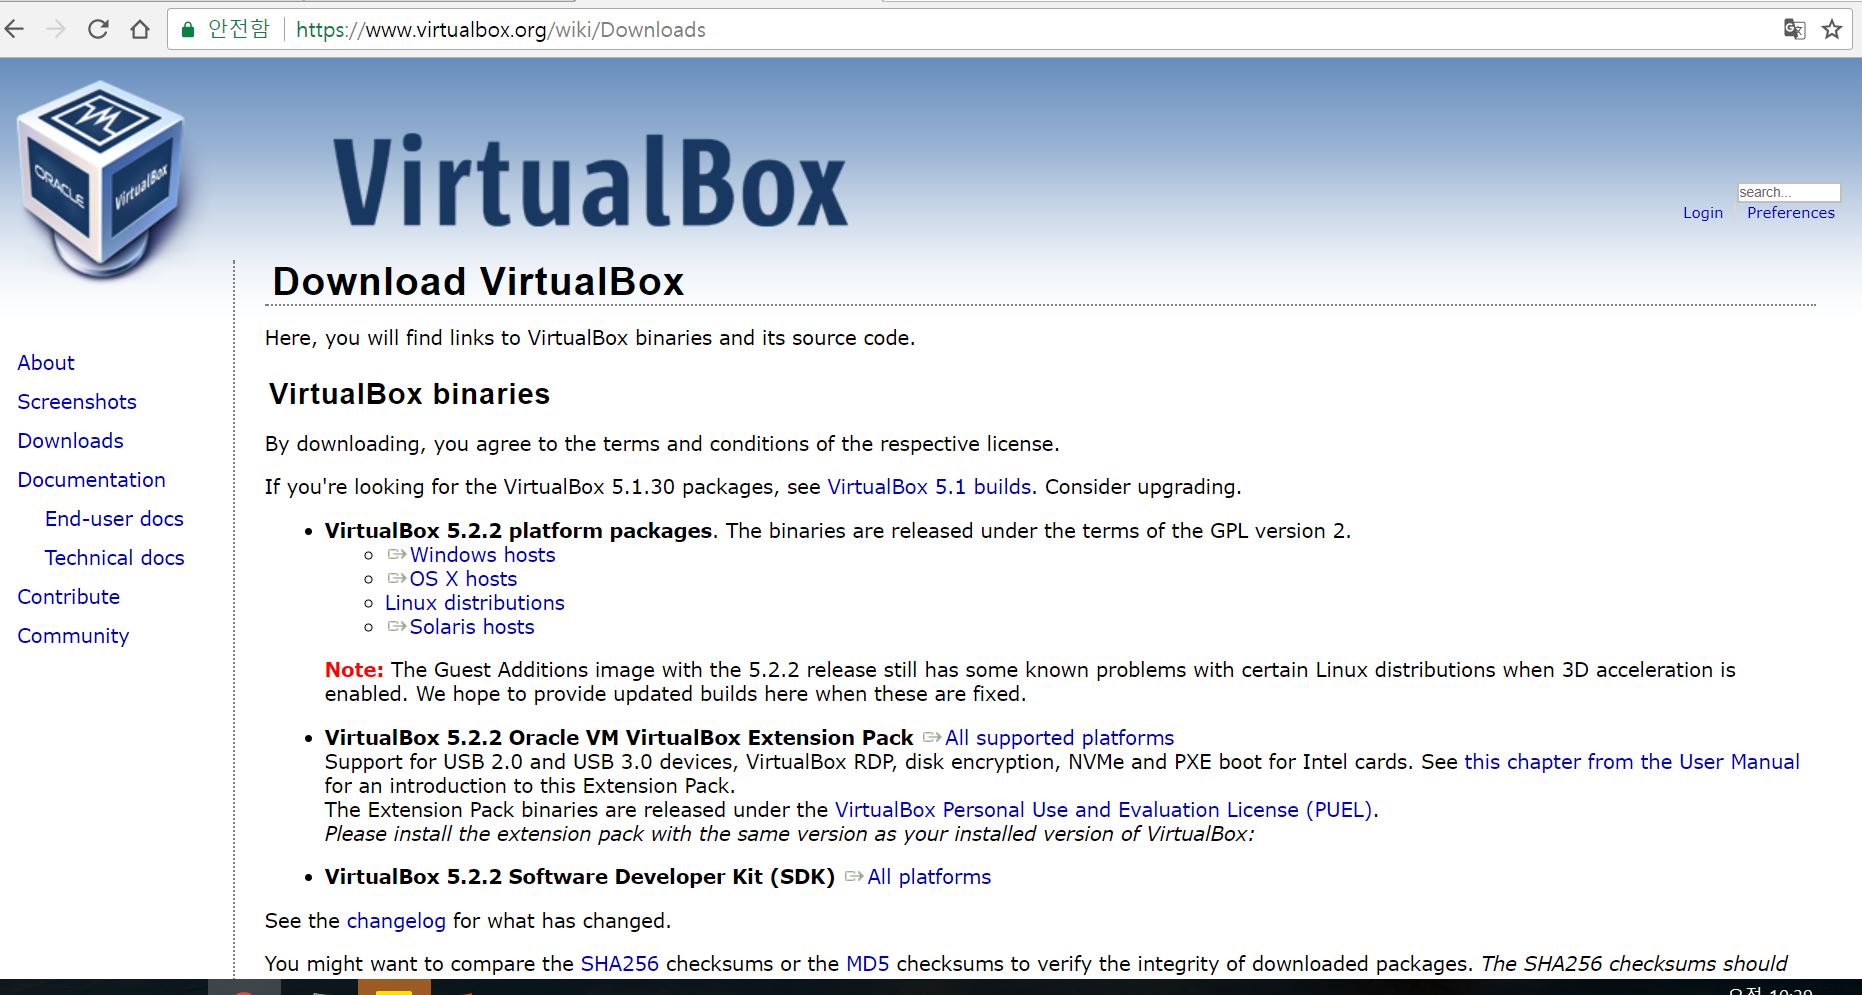 안전함 https://www.virtualbox.org/wiki/Downloads
ORACLE
VirtualBox
VirtualBox
search...
Login Preferences
About
Screenshots
Downloads
Documentation
End-user docs
Technical docs
Contribute
Community
Download VirtualBox
Here, you will find links to VirtualBox binaries and its source code.
VirtualBox binaries
By downloading, you agree to the terms and conditions of the respective license.
If you're looking for the VirtualBox 5.1.30 packages, see VirtualBox 5.1 builds. Consider upgrading.
VirtualBox 5.2.2 platform packages. The binaries are released under the terms of the GPL version 2.
Windows hosts
OS X hosts
Linux distributions
Solaris hosts
Note: The Guest Additions image with the 5.2.2 release still has some known problems with certain Linux distributions when 3D acceleration is
enabled. We hope to provide updated builds here when these are fixed.
VirtualBox 5.2.2 Oracle VM VirtualBox Extension Pack All supported platforms
Support for USB 2.0 and USB 3.0 devices, VirtualBox RDP, disk encryption, NVMe and PXE boot for Intel cards. See this chapter from the User Manual
for an introduction to this Extension Pack.
The Extension Pack binaries are released under the VirtualBox Personal Use and Evaluation License (PUEL).
Please install the extension pack with the same version as your installed version of VirtualBox:
VirtualBox 5.2.2 Software Developer Kit (SDK) All platforms
See the changelog for what has changed.
You might want to compare the SHA256 checksums or the MD5 checksums to verify the integrity of downloaded packages. The SHA256 checksums should